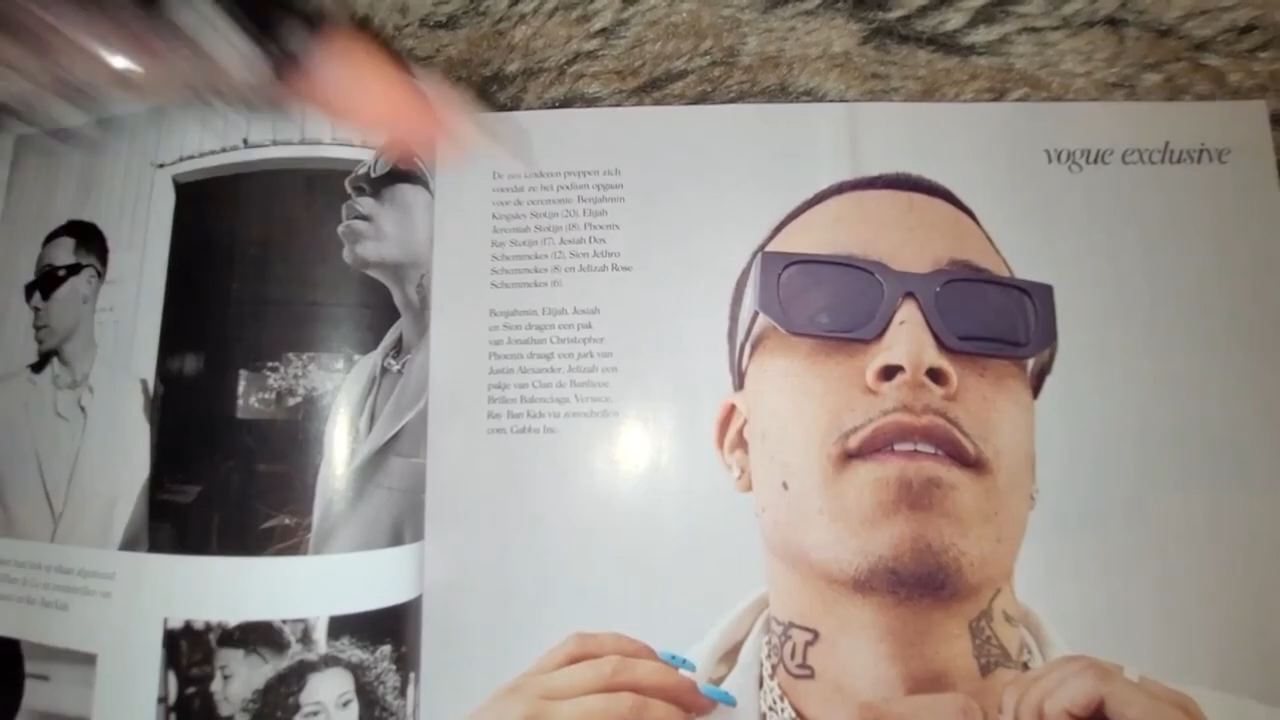 vogue exclusive
De zes kinderen preppen zich
voordat ze het podium opgaan
voor de ceremonie. Benjahmin
Kingsley Stotijn (20), Elijah
Jeremiah Stotijn (18), Phoenix
Ray Stotijn (17), Josiah Dox
Schemmekes (12), Sion Jethro
Schemmekes (8) en Jelizah Rose
Schemmekes (6).
Benjahmin, Elijah, Josiah
en Sion dragen een pak
van Jonathan Christopher.
Phoenix draagt een jurk van
Justin Alexander. Jelizah een
pakje van Clan de Banlieue.
Brillen Balenciaga, Versace,
Ray-Ban Kids via zonnebrillen
com, Gabba Inc.